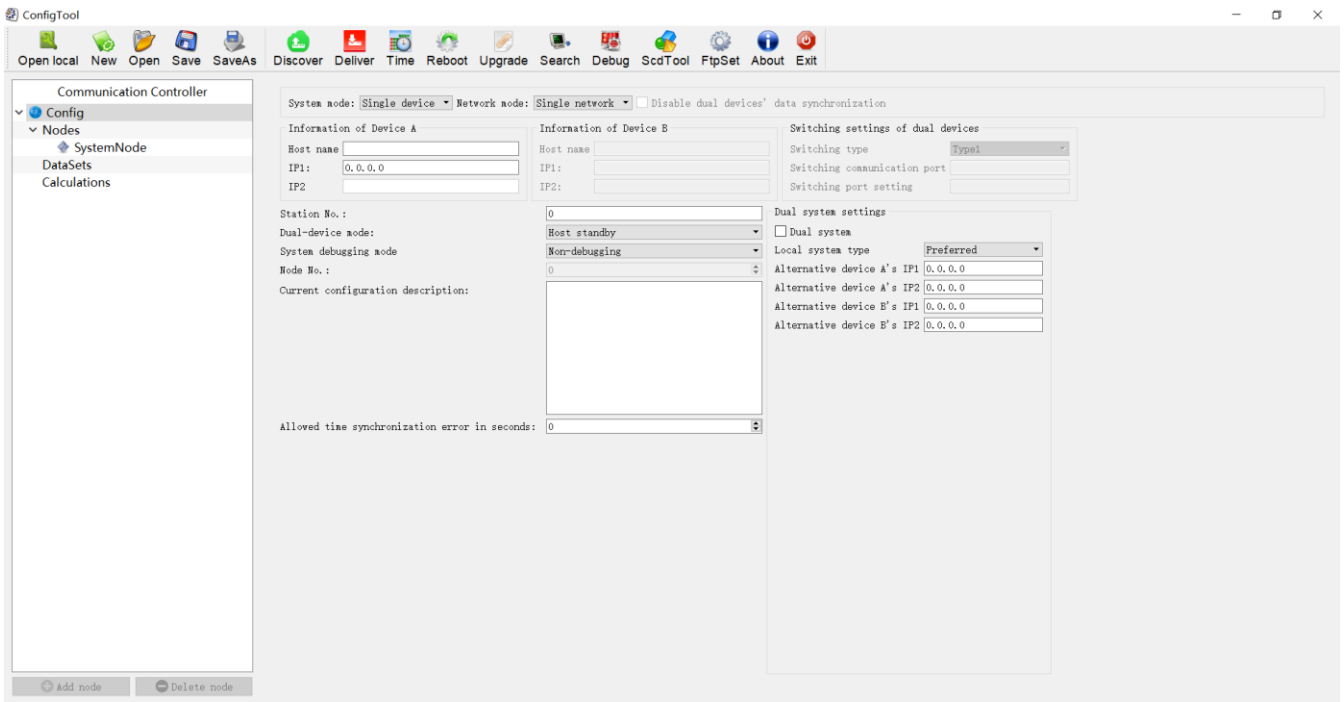 ConfigTool
Open local New Open Save SaveAs Discover Deliver Time Reboot Upgrade Search Debug ScdTool FtpSet About Exit
Communication Controller
Config
Nodes
SystemNode
DataSets
Calculations
Add node Delete node
System mode: Single device Network mode: Single network Disable dual devices' data synchronization
Information of Device A
Host name
IP1: 0.0.0.0
IP2
Information of Device B
Host name
IP1:
IP2:
Switching settings of dual devices
Switching type Type1
Switching communication port
Switching port setting
Station No.: 0
Dual-device mode: Host standby
System debugging mode Non-debugging
Node No.: 0
Current configuration description:
Allowed time synchronization error in seconds: 0
Dual system settings
Dual system
Local system type Preferred
Alternative device A's IP1 0.0.0.0
Alternative device A's IP2 0.0.0.0
Alternative device B's IP1 0.0.0.0
Alternative device B's IP2 0.0.0.0